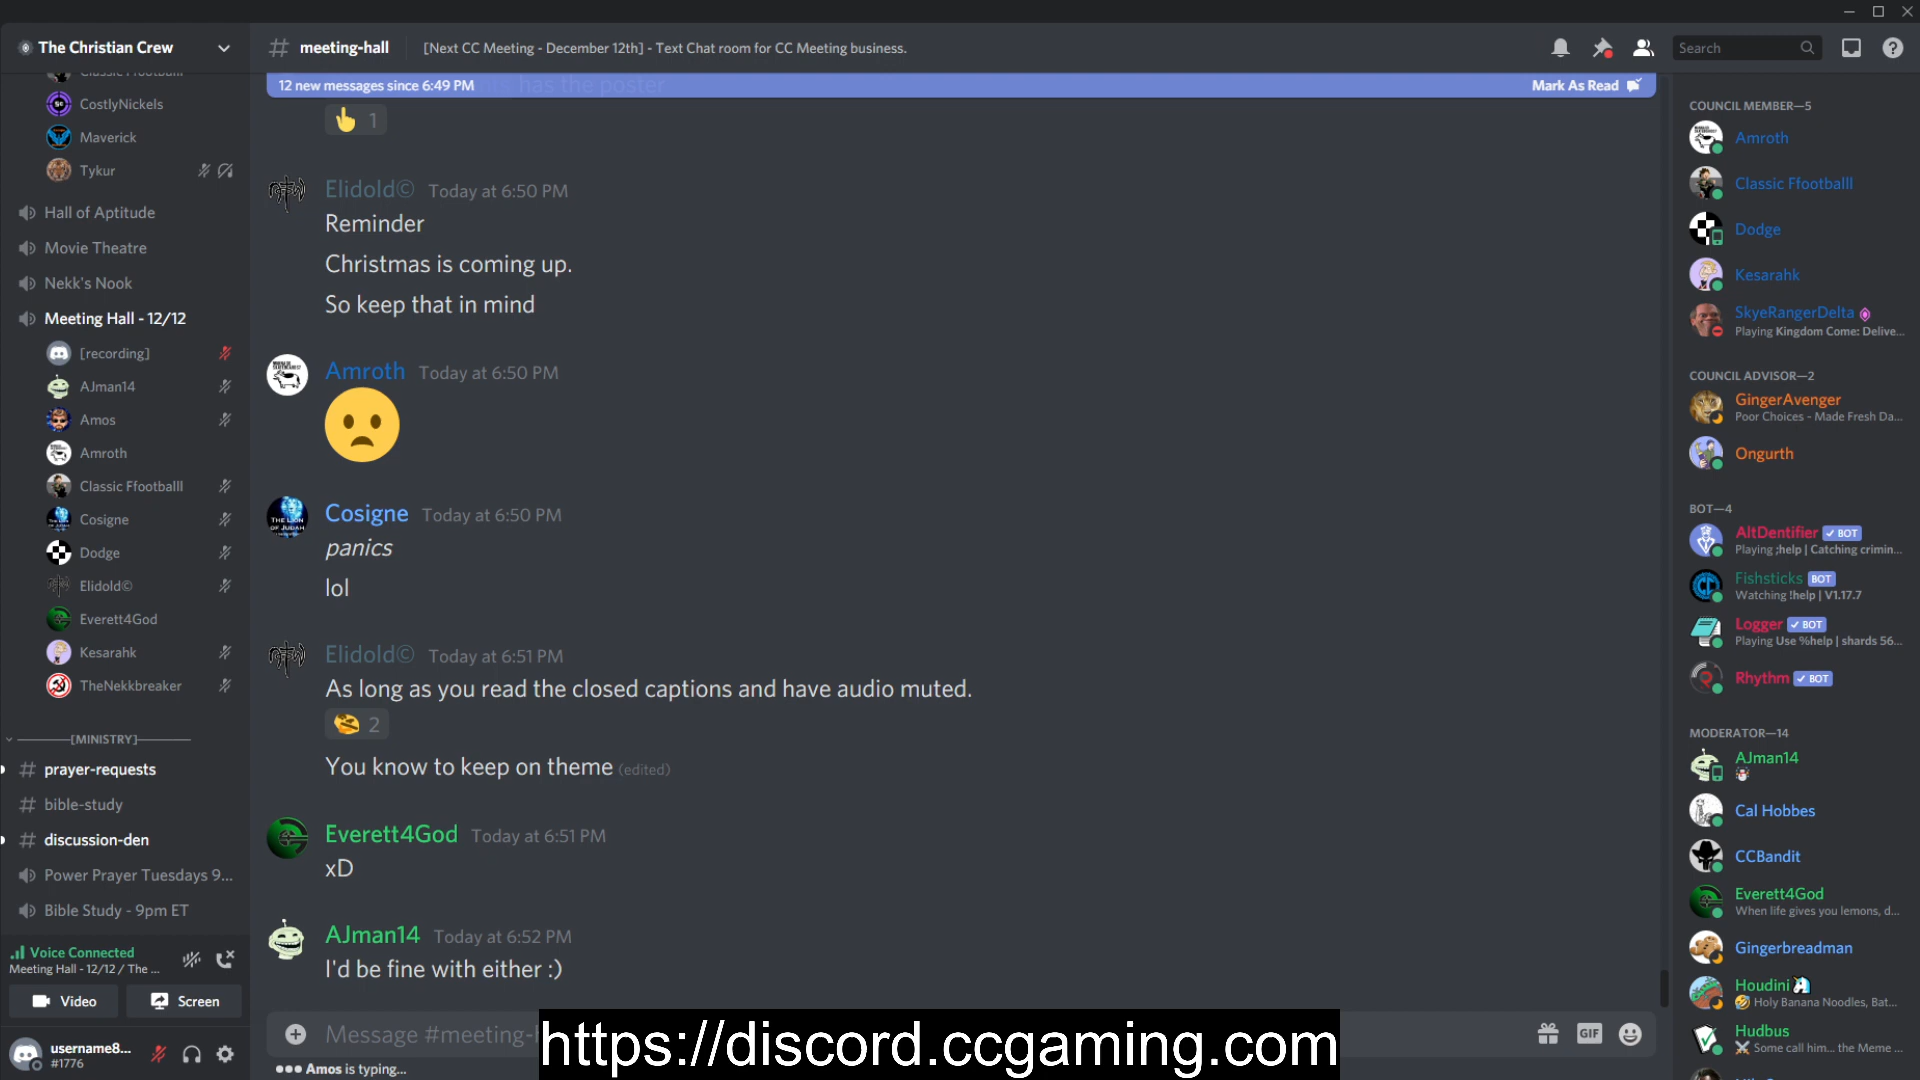 The Christian Crew
Classic Ffootballl
CostlyNickels
Maverick
Tykur
Hall of Aptitude
Movie Theatre
Nekk's Nook
Meeting Hall - 12/12
[recording]
AJman14
Amos
Amroth
Classic Ffootballl
Cosigne
Dodge
Elidold©
Everett4God
Kesarahk
TheNekkbreaker
[MINISTRY]
prayer-requests
bible-study
discussion-den
Power Prayer Tuesdays 9...
Bible Study - 9pm ET
Voice Connected
Meeting Hall - 12/12 / The ...
Video
Screen
username8...
#1776
meeting-hall
[Next CC Meeting - December 12th] - Text Chat room for CC Meeting business.
Search
12 new messages since 6:49 PM
has the poster
Mark As Read
1
Elidold© Today at 6:50 PM
Reminder
Christmas is coming up.
So keep that in mind
Amroth Today at 6:50 PM
Cosigne Today at 6:50 PM
THE LION
OF JUDAH
panics
lol
Elidold© Today at 6:51 PM
As long as you read the closed captions and have audio muted.
2
You know to keep on theme (edited)
Everett4God Today at 6:51 PM
xD
AJman14 Today at 6:52 PM
I'd be fine with either :)
Message #meeting-
GIF
https://discord.ccgaming.com
Amos is typing...
COUNCIL MEMBER—5
Amroth
Classic Ffootballl
Dodge
Kesarahk
SkyeRangerDelta
Playing Kingdom Come: Delive...
COUNCIL ADVISOR—2
GingerAvenger
Poor Choices - Made Fresh Da...
Ongurth
BOT—4
AltDentifier BOT
Playing ;help | Catching crimin...
Fishsticks BOT
Watching !help | V1.17.7
Logger BOT
Playing Use %help | shards 56...
Rhythm BOT
MODERATOR—14
AJman14
Cal Hobbes
CCBandit
Everett4God
When life gives you lemons, d...
Gingerbreadman
Houdini
Holy Banana Noodles, Bat...
Hudbus
Some call him... the Meme ...